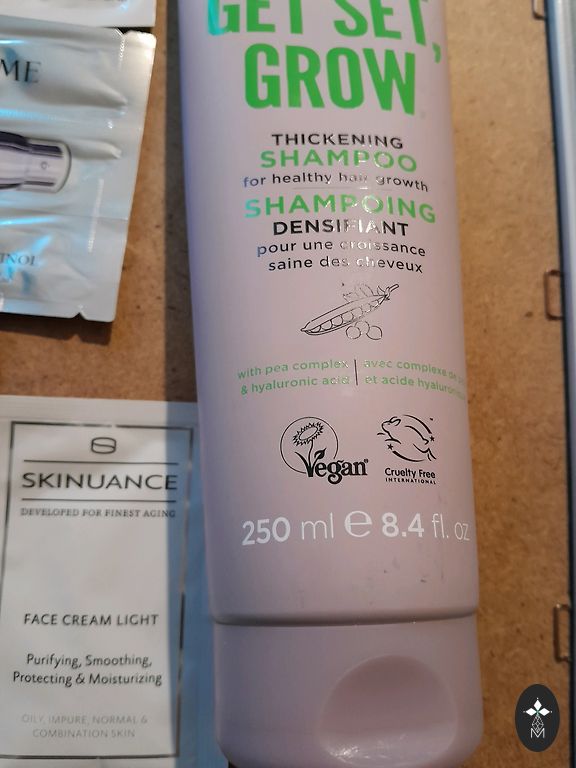 ME
GET SET,
GROW
THICKENING
SHAMPOO
for healthy hair growth
SHAMPOING
DENSIFIANT
pour une croissance
saine des cheveux
with pea complex
& hyaluronic acid
avec complexe de
et acide
Vegan
Cruelty Free
INTERNATIONAL
250 ml e 8.4 fl. oz
SKINUANCE
DEVELOPED FOR FINEST AGING
FACE CREAM LIGHT
Purifying, Smoothing,
Protecting & Moisturizing
OILY, IMPURE, NORMAL &
COMBINATION SKIN
M